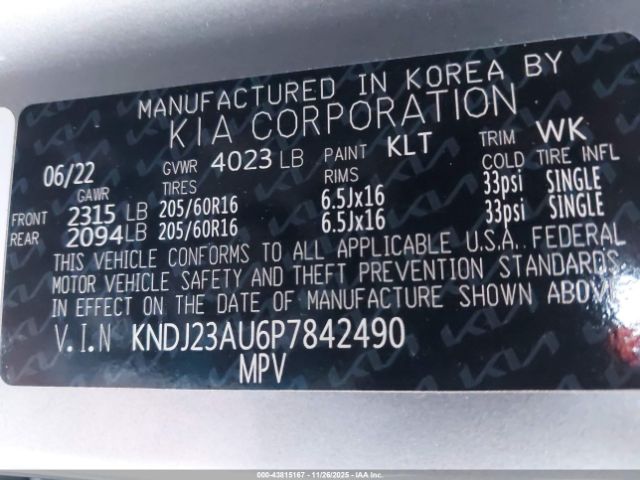 MANUFACTURED IN KOREA BY
KIA CORPORATION
06/22 GVWR 4023 LB PAINT KLT TRIM WK
GAWR TIRES RIMS COLD TIRE INFL
FRONT 2315 LB 205/60R16 6.5Jx16 33psi SINGLE
REAR 2094 LB 205/60R16 6.5Jx16 33psi SINGLE
THIS VEHICLE CONFORMS TO ALL APPLICABLE U.S.A. FEDERAL
MOTOR VEHICLE SAFETY AND THEFT PREVENTION STANDARDS
IN EFFECT ON THE DATE OF MANUFACTURE SHOWN ABOVE
V.I.N KNDJ23AU6P7842490
MPV
000-43815167 - 11/26/2025 - IAAI.COM